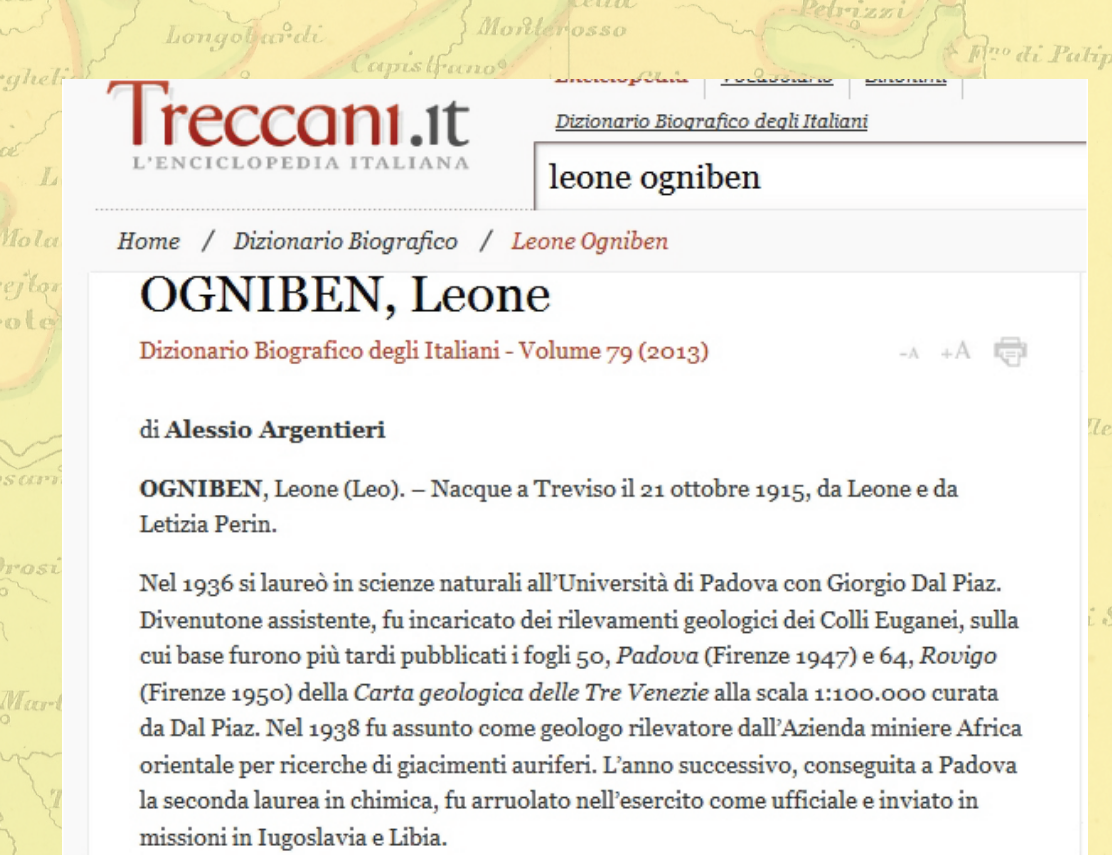 Longobardi
Monterosso
Petrizzi
Capistrano
F.no di Palip
Treccani.it
L'ENCICLOPEDIA ITALIANA
Enciclopedia | Vocabolario | Sinonimi |
Dizionario Biografico degli Italiani
leone ogniben
Home / Dizionario Biografico / Leone Ogniben
OGNIBEN, Leone
Dizionario Biografico degli Italiani - Volume 79 (2013)
-A +A
di Alessio Argentieri
OGNIBEN, Leone (Leo). – Nacque a Treviso il 21 ottobre 1915, da Leone e da
Letizia Perin.
Nel 1936 si laureò in scienze naturali all'Università di Padova con Giorgio Dal Piaz.
Divenutone assistente, fu incaricato dei rilevamenti geologici dei Colli Euganei, sulla
cui base furono più tardi pubblicati i fogli 50, Padova (Firenze 1947) e 64, Rovigo
(Firenze 1950) della Carta geologica delle Tre Venezie alla scala 1:100.000 curata
da Dal Piaz. Nel 1938 fu assunto come geologo rilevatore dall'Azienda miniere Africa
orientale per ricerche di giacimenti auriferi. L'anno successivo, conseguita a Padova
la seconda laurea in chimica, fu arruolato nell'esercito come ufficiale e inviato in
missioni in Iugoslavia e Libia.